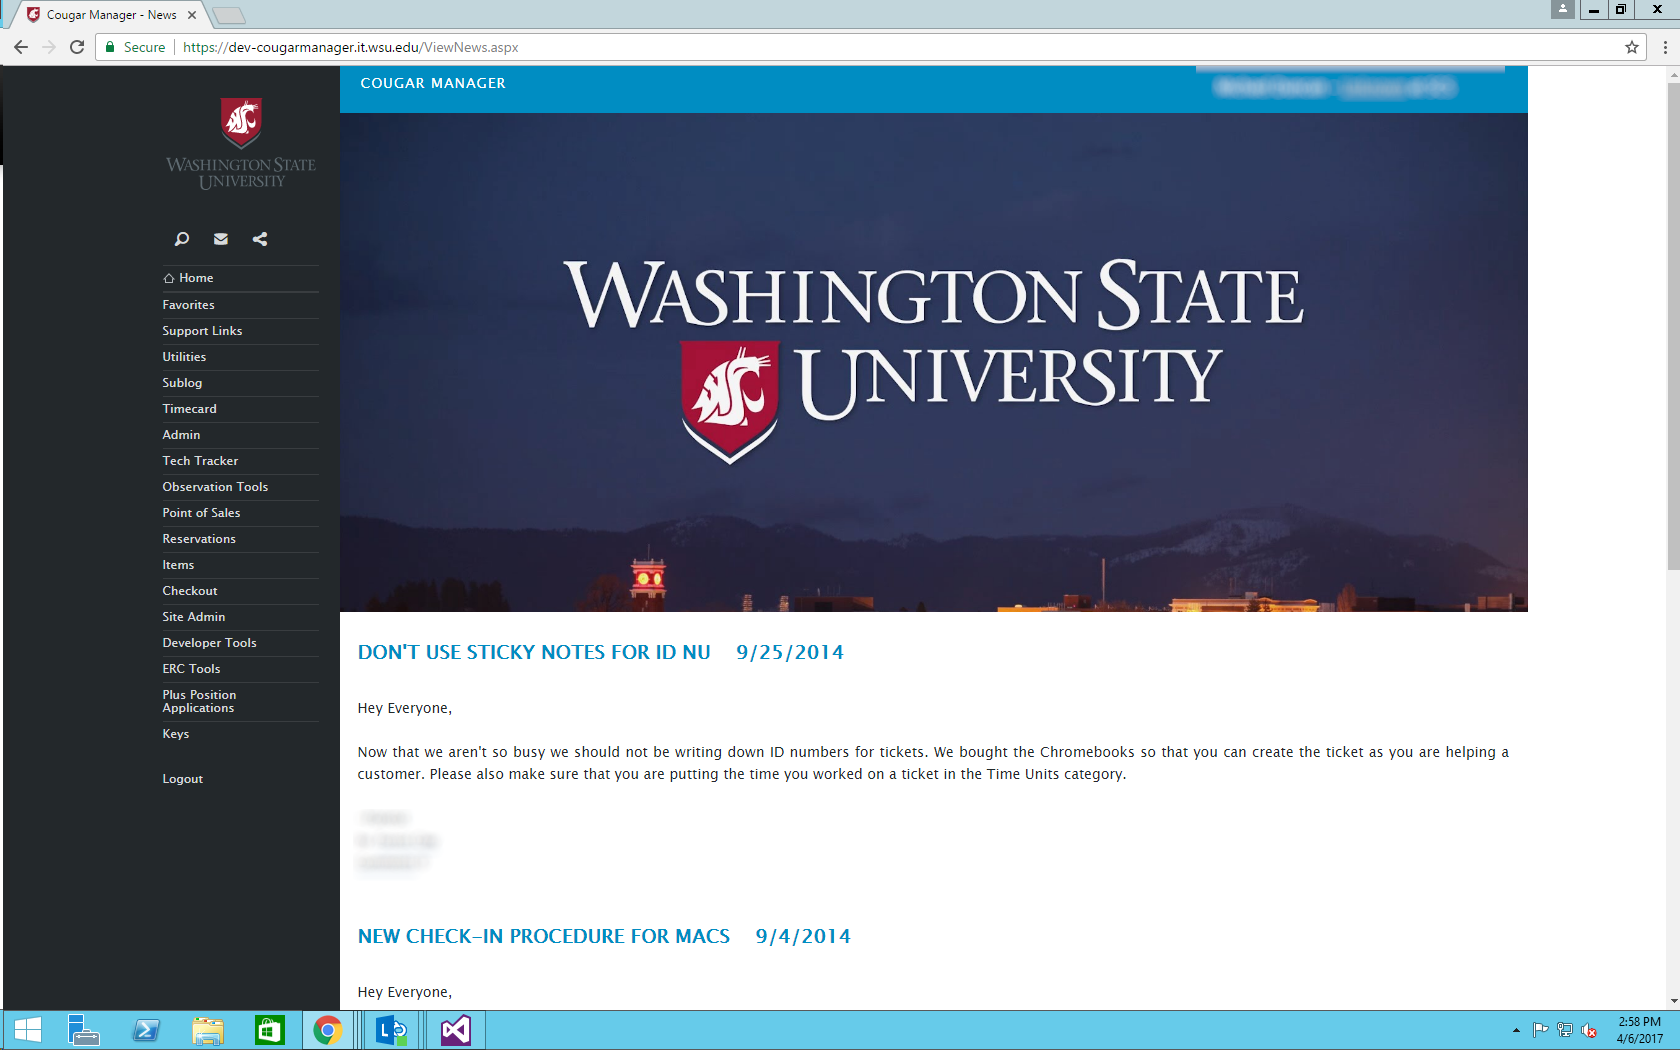 Cougar Manager - News
Secure
https://dev-cougarmanager.it.wsu.edu/ViewNews.aspx
WASHINGTON STATE
UNIVERSITY
Home
Favorites
Support Links
Utilities
Sublog
Timecard
Admin
Tech Tracker
Observation Tools
Point of Sales
Reservations
Items
Checkout
Site Admin
Developer Tools
ERC Tools
Plus Position
Applications
Keys
Logout
COUGAR MANAGER
WASHINGTON STATE
UNIVERSITY
DON'T USE STICKY NOTES FOR ID NU 9/25/2014
Hey Everyone,
Now that we aren't so busy we should not be writing down ID numbers for tickets. We bought the Chromebooks so that you can create the ticket as you are helping a
customer. Please also make sure that you are putting the time you worked on a ticket in the Time Units category.
NEW CHECK-IN PROCEDURE FOR MACS 9/4/2014
Hey Everyone,
2:58 PM
4/6/2017